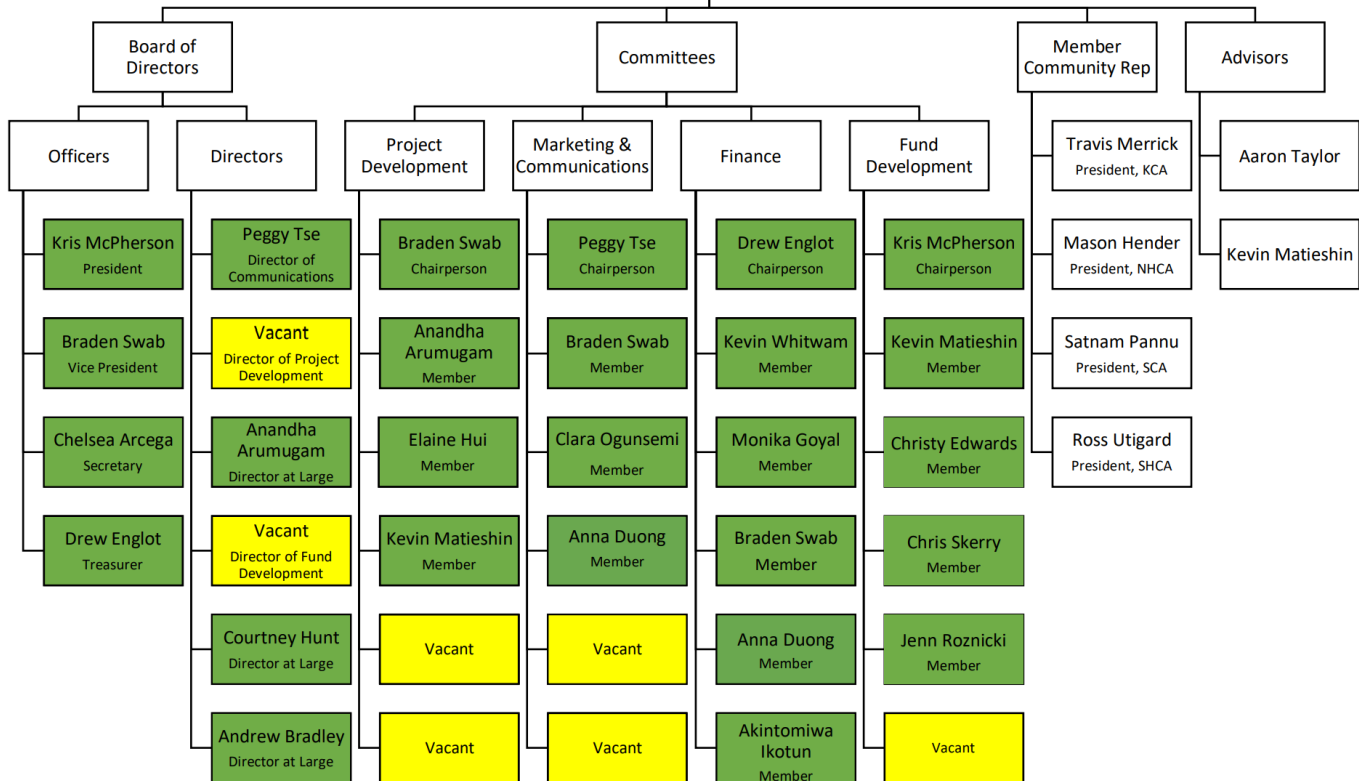 Board of
Directors
Committees
Member
Community Rep
Advisors
Officers
Directors
Project
Development
Marketing &
Communications
Finance
Fund
Development
Travis Merrick
President, KCA
Aaron Taylor
Kris McPherson
President
Peggy Tse
Director of
Communications
Braden Swab
Chairperson
Peggy Tse
Chairperson
Drew Englot
Chairperson
Kris McPherson
Chairperson
Mason Hender
President, NHCA
Kevin Matieshin
Braden Swab
Vice President
Vacant
Director of Project
Development
Anandha
Arumugam
Member
Braden Swab
Member
Kevin Whitwam
Member
Kevin Matieshin
Member
Satnam Pannu
President, SCA
Chelsea Arcega
Secretary
Anandha
Arumugam
Director at Large
Elaine Hui
Member
Clara Ogunsemi
Member
Monika Goyal
Member
Christy Edwards
Member
Ross Utigard
President, SHCA
Drew Englot
Treasurer
Vacant
Director of Fund
Development
Kevin Matieshin
Member
Anna Duong
Member
Braden Swab
Member
Chris Skerry
Member
Courtney Hunt
Director at Large
Vacant
Vacant
Anna Duong
Member
Jenn Roznicki
Member
Andrew Bradley
Director at Large
Vacant
Vacant
Akintomiwa
Ikotun
Member
Vacant